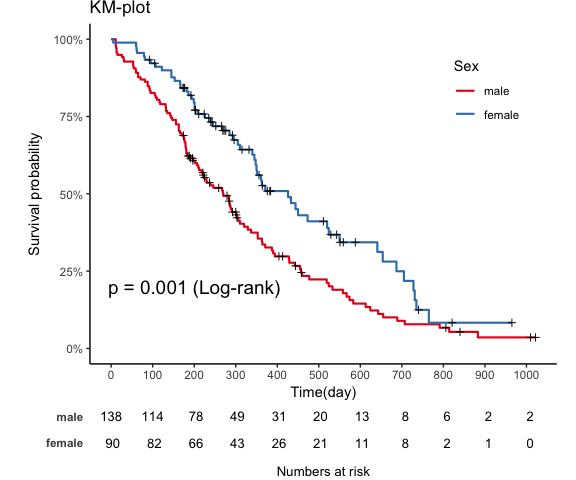 KM-plot
100%
75%
50%
25%
0%
Survival probability
Sex
male
female
p = 0.001 (Log-rank)
0 100 200 300 400 500 600 700 800 900 1000
Time(day)
male 138 114 78 49 31 20 13 8 6 2 2
female 90 82 66 43 26 21 11 8 2 1 0
Numbers at risk